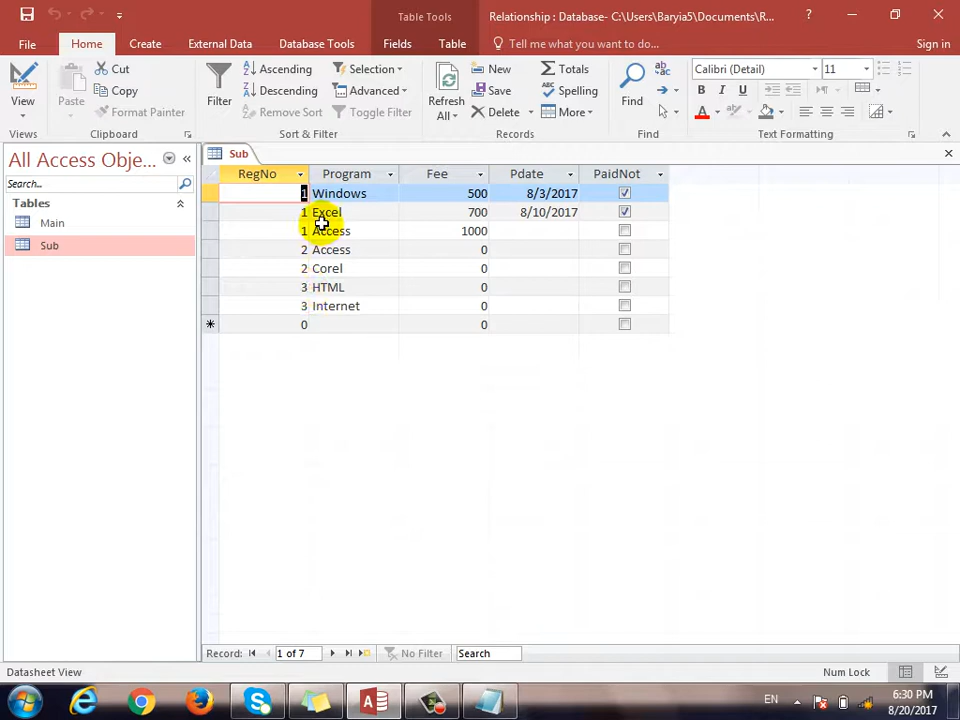 Table Tools
Relationship : Database- C:\Users\Baryia5\Documents\R...
?
File Home Create External Data Database Tools Fields Table Tell me what you want to do... Sign in
View
Views
Paste
Cut
Copy
Format Painter
Clipboard
Filter
Ascending
Descending
Remove Sort
Selection
Advanced
Toggle Filter
Sort & Filter
Refresh
All
New
Save
Delete
Totals
Spelling
More
Records
Find
Find
Calibri (Detail) 11
B I U
A
Text Formatting
All Access Obje...
Search...
Tables
Main
Sub
Sub
RegNo Program Fee Pdate PaidNot
1 Windows 500 8/3/2017
1 Excel 700 8/10/2017
1 Access 1000
2 Access 0
2 Corel 0
3 HTML 0
3 Internet 0
0 0
Record: 1 of 7 No Filter Search
Datasheet View Num Lock
EN 6:30 PM
8/20/2017